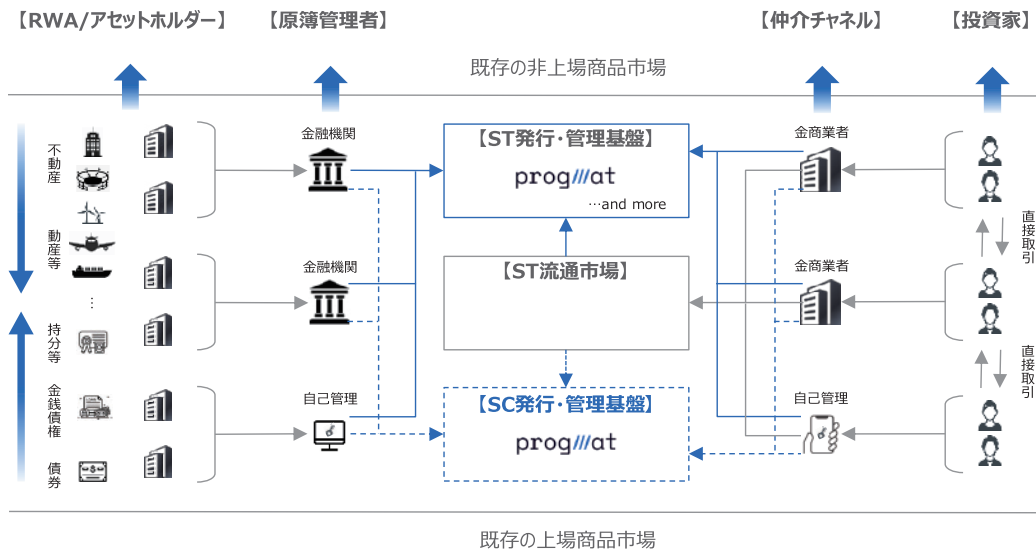 【RWA/アセットホルダー】
【原簿管理者】
【仲介チャネル】
【投資家】
既存の非上場商品市場
不動産
動産等
…
持分等
金銭債権
債券
金融機関
金融機関
自己管理
【ST発行・管理基盤】
progmat
…and more
【ST流通市場】
【SC発行・管理基盤】
progmat
金商業者
金商業者
自己管理
直接取引
直接取引
既存の上場商品市場